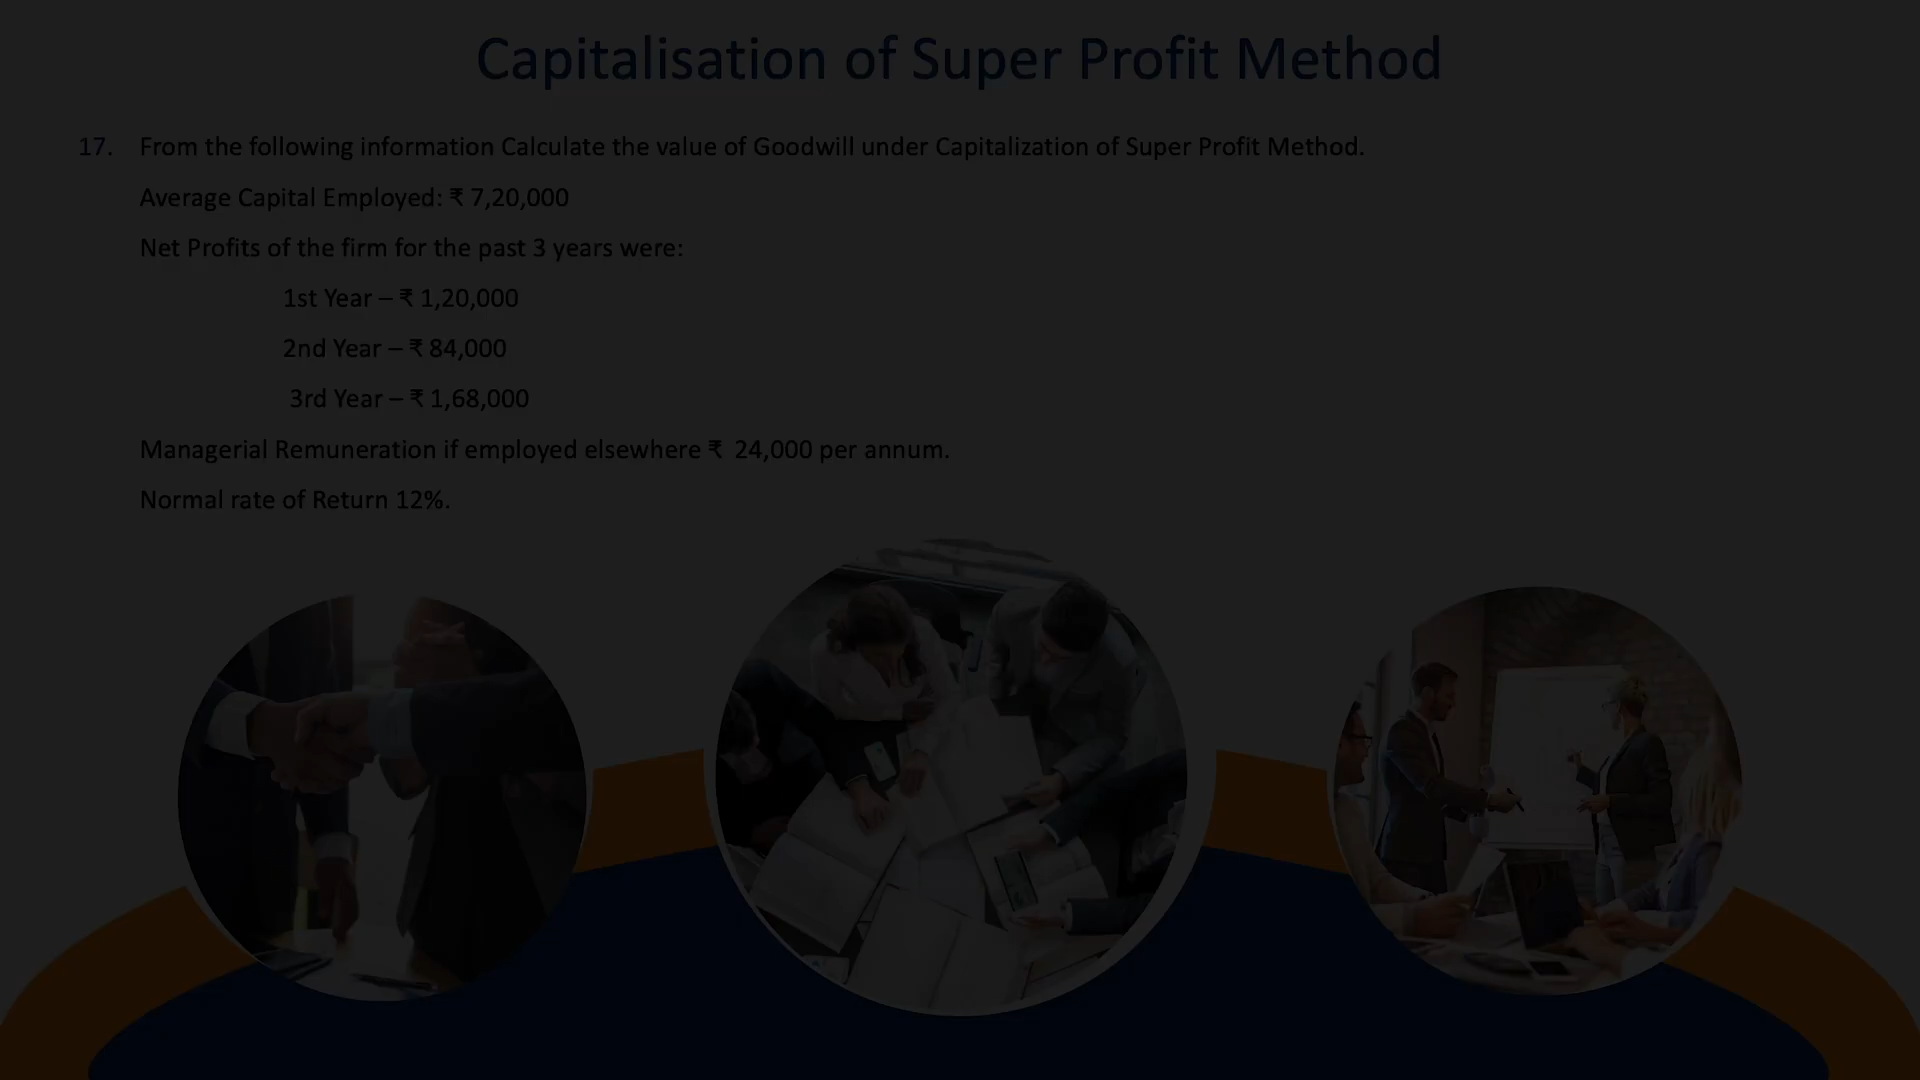 Capitalisation of Super Profit Method
17. From the following information Calculate the value of Goodwill under Capitalization of Super Profit Method.
Average Capital Employed: ₹ 7,20,000
Net Profits of the firm for the past 3 years were:
1st Year – ₹ 1,20,000
2nd Year – ₹ 84,000
3rd Year – ₹ 1,68,000
Managerial Remuneration if employed elsewhere ₹ 24,000 per annum.
Normal rate of Return 12%.